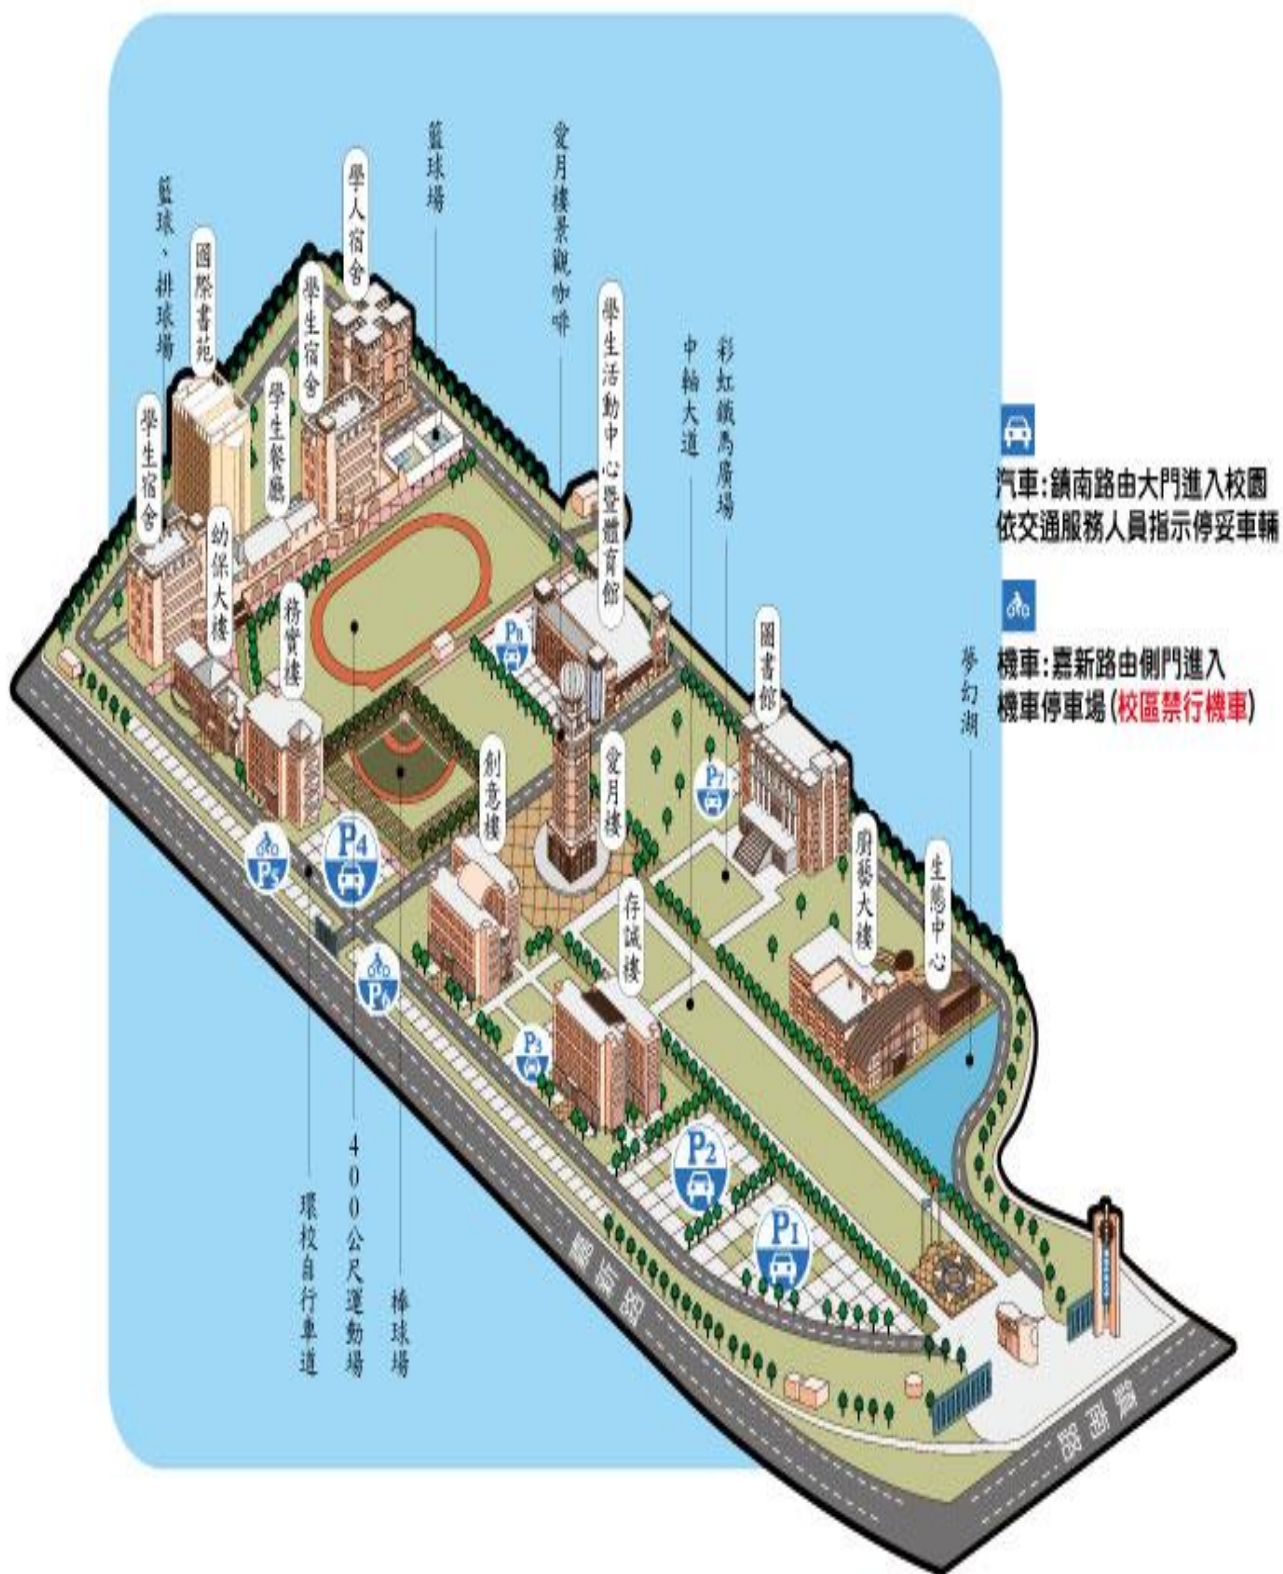 學人宿舍
籃球場
愛月樓景觀咖啡
籃球、排球場
國際書苑
學生宿舍
學生活動中心暨體育館
中軸大道
彩虹鐵馬廣場
學生餐廳
學生宿舍
幼保大樓
務實樓
圖書館
夢幻湖
汽車:鎮南路由大門進入校園
依交通服務人員指示停妥車輛
機車:嘉新路由側門進入
機車停車場(校區禁行機車)
P8
創意樓
愛月樓
P7
P4
P5
廚藝大樓
生態中心
存誠樓
P6
P3
P2
P1
400公尺運動場
環校自行車道
棒球場
嘉新路
鎮南路